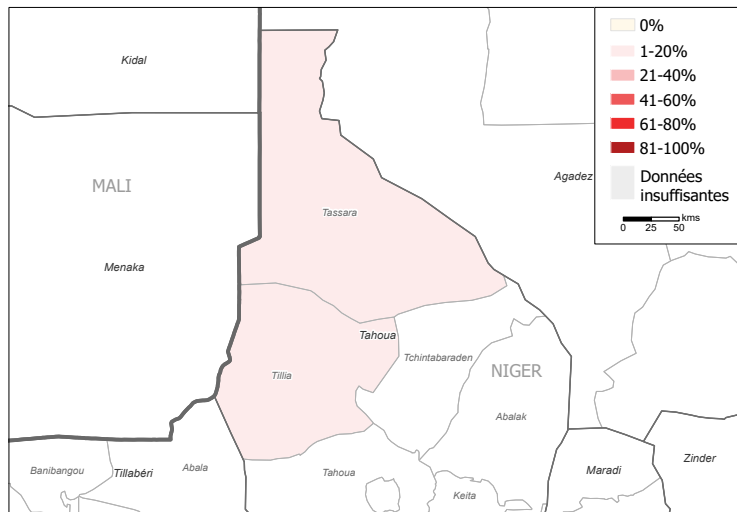 0%
1-20%
21-40%
41-60%
61-80%
81-100%
Données
insuffisantes
kms
0 25 50
Kidal
MALI
Agadez
Tassara
Menaka
Tahoua
Tchintabaraden
Tillia
NIGER
Abalak
Banibangou
Tillabéri
Abala
Tahoua
Keita
Maradi
Zinder